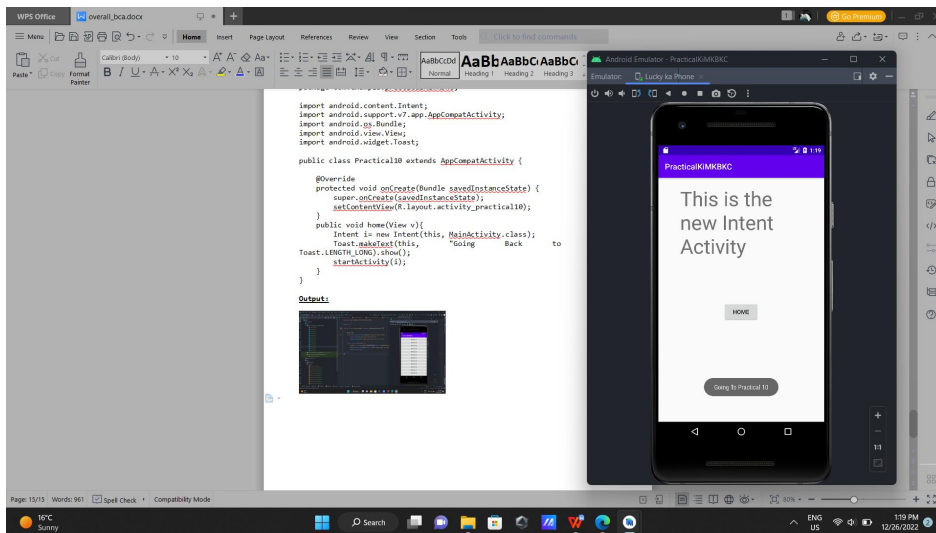 WPS Office
overall_bca.docx
Go Premium
Menu
Home Insert Page Layout References Review View Section Tools Click to find commands
Paste Cut Copy Format Painter
Calibri (Body) 10
AaBbCcDd Normal
AaBb Heading 1
AaBbC Heading 2
AaBbC Heading 3
import android.content.Intent;
import android.support.v7.app.AppCompatActivity;
import android.os.Bundle;
import android.view.View;
import android.widget.Toast;
public class Practical10 extends AppCompatActivity {
@Override
protected void onCreate(Bundle savedInstanceState) {
super.onCreate(savedInstanceState);
setContentView(R.layout.activity_practical10);
}
public void home(View v){
Intent i= new Intent(this, MainActivity.class);
Toast.makeText(this, "Going Back to
Toast.LENGTH_LONG).show();
startActivity(i);
}
}
Output:
Android Emulator - PracticalKiMKBKC
Emulator: Lucky ka Phone
1:19
PracticalKiMKBKC
This is the
new Intent
Activity
HOME
Going To Practical 10
1:1
Page: 15/15 Words: 961 Spell Check Compatibility Mode
80%
16°C
Sunny
Search
ENG
US
1:19 PM
12/26/2022
2